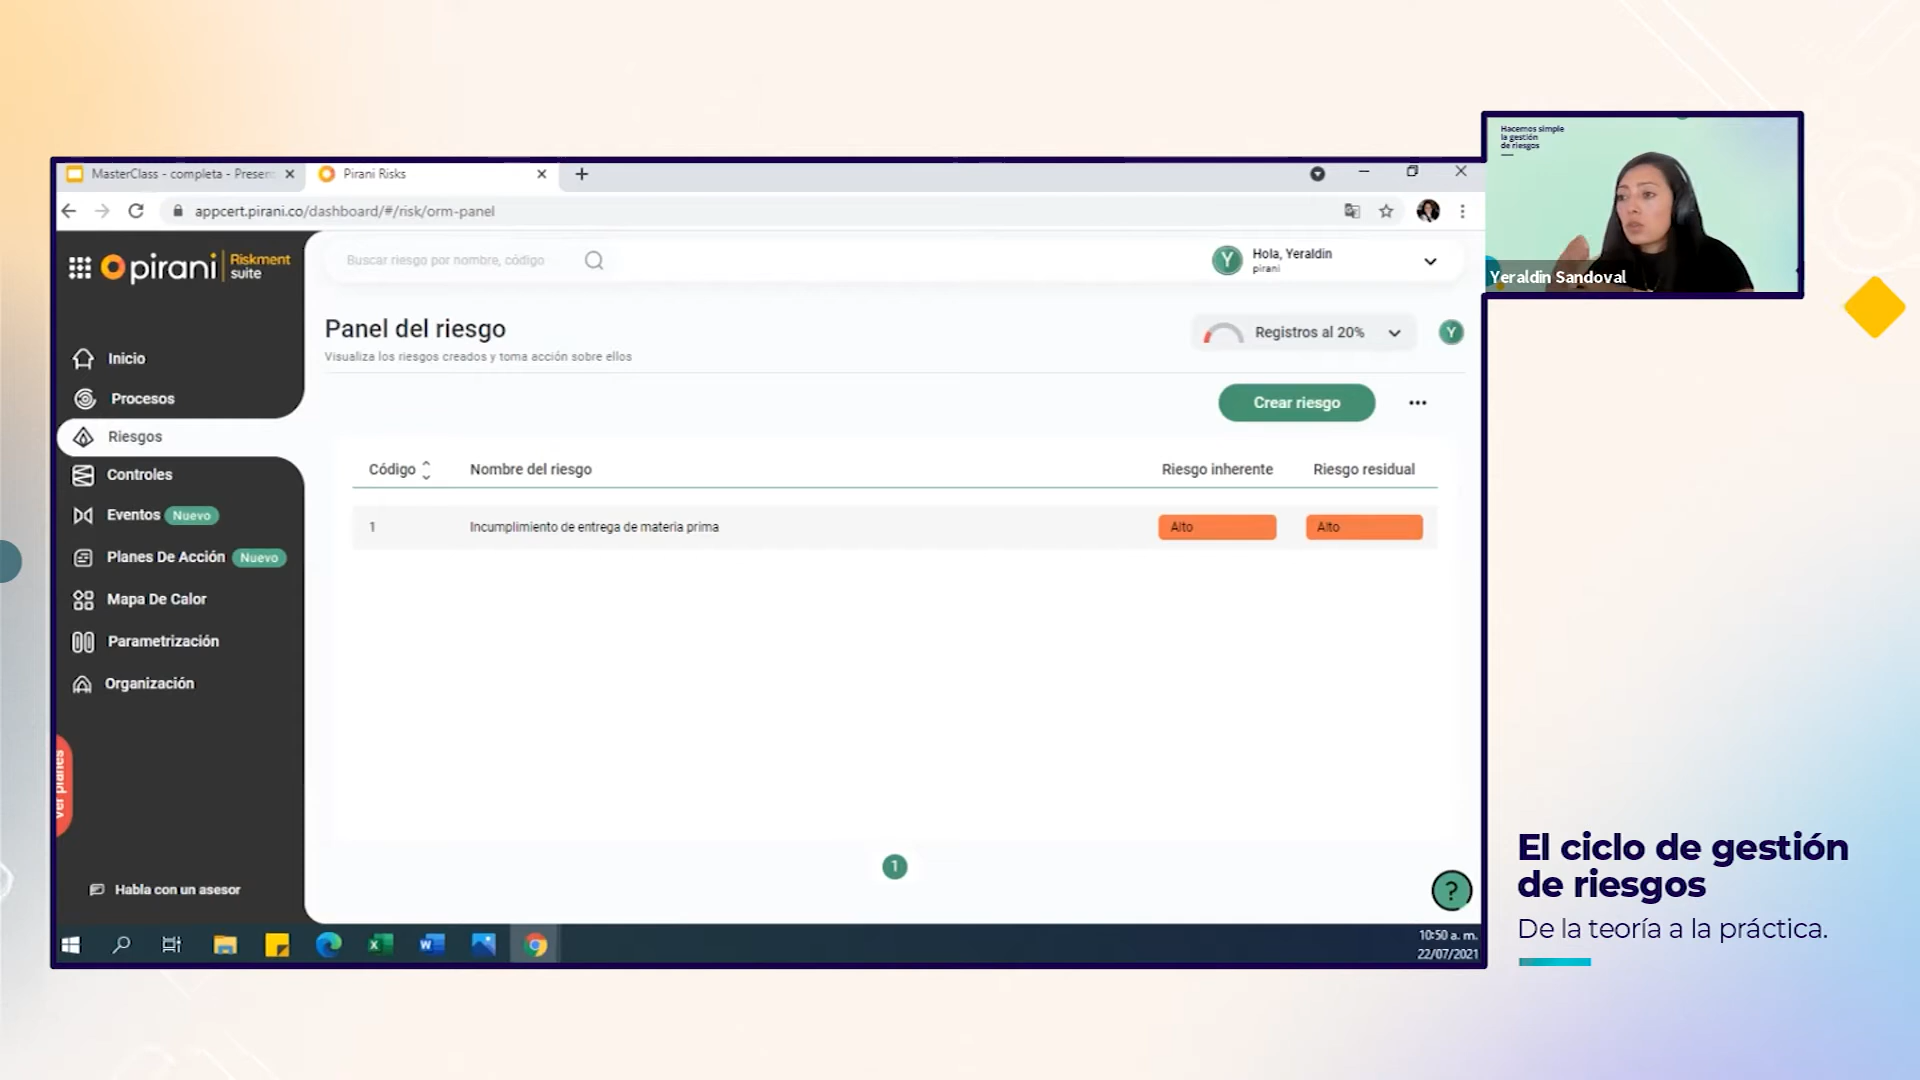 MasterClass - completa - Presen
Pirani Risks
appcert.pirani.co/dashboard/#/risk/orm-panel
pirani
Riskment
suite
Buscar riesgo por nombre, código
Y
Hola, Yeraldin
pirani
Hacemos simple
la gestión
de riesgos
Yeraldin Sandoval
Inicio
Procesos
Riesgos
Controles
Eventos Nuevo
Planes De Acción Nuevo
Mapa De Calor
Parametrización
Organización
Ver planes
Habla con un asesor
Panel del riesgo
Visualiza los riesgos creados y toma acción sobre ellos
Registros al 20%
Y
Crear riesgo
Código
Nombre del riesgo
Riesgo inherente
Riesgo residual
1
Incumplimiento de entrega de materia prima
Alto
Alto
1
?
10:50 a. m.
22/07/2021
El ciclo de gestión
de riesgos
De la teoría a la práctica.